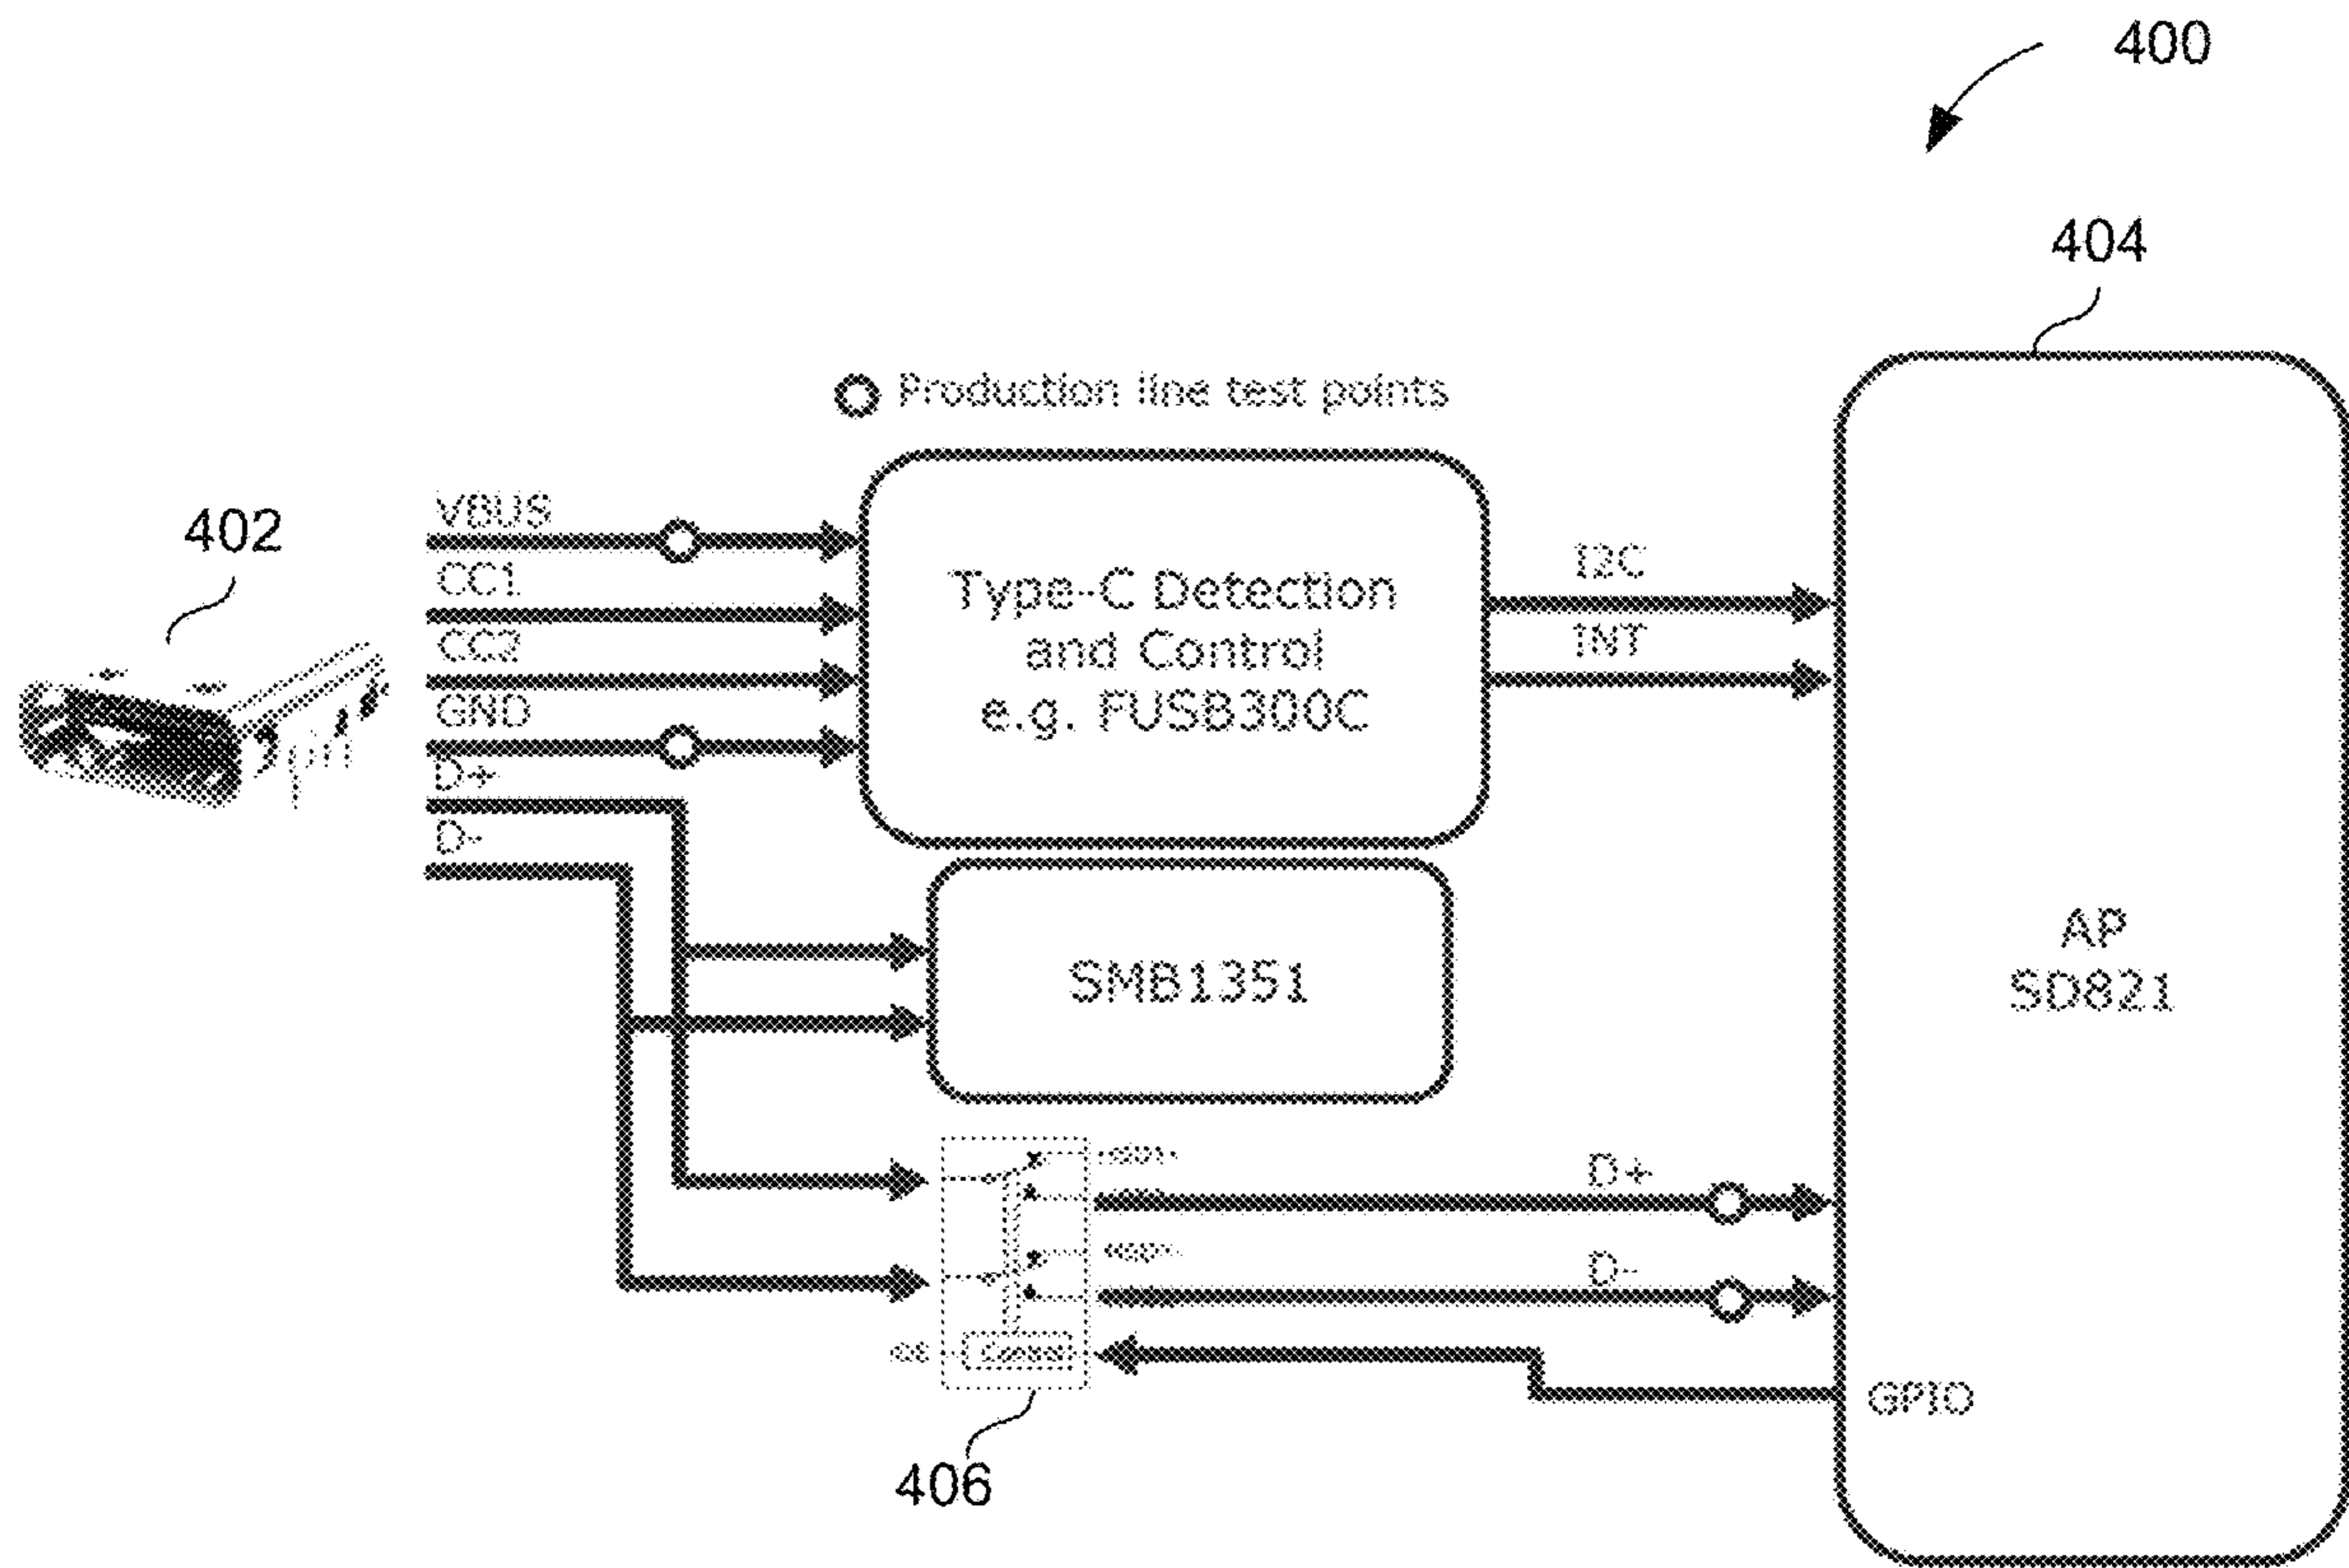 400
404
Production line test points
402
VBUS
CC1
CC2
GND
D+
D-
Type-C Detection
and Control
e.g. FUSB300C
I2C
INT
SMB1351
AP
SD821
D+
D-
GPIO
406